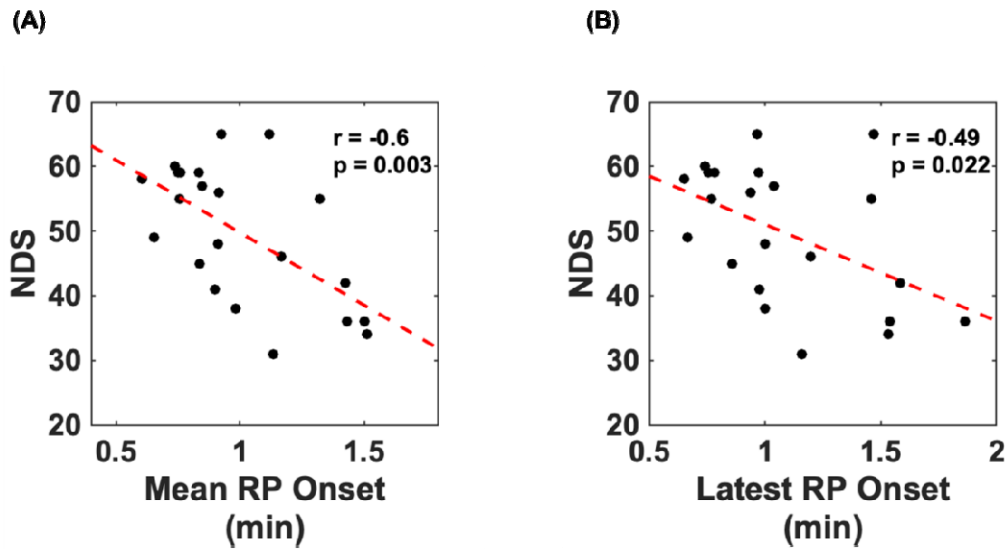 (A)
70
60
50
40
30
20
NDS
r = -0.6
p = 0.003
0.5 1 1.5
Mean RP Onset
(min)
(B)
70
60
50
40
30
20
NDS
r = -0.49
p = 0.022
0.5 1 1.5 2
Latest RP Onset
(min)